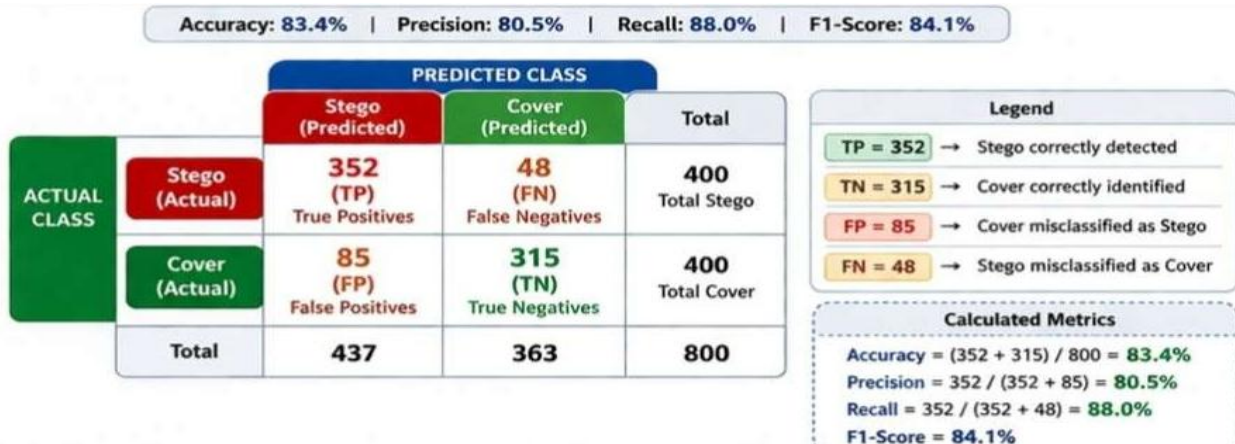 Accuracy: 83.4% | Precision: 80.5% | Recall: 88.0% | F1-Score: 84.1%
PREDICTED CLASS
Stego
(Predicted)
Cover
(Predicted)
Total
ACTUAL
CLASS
Stego
(Actual)
352
(TP)
True Positives
48
(FN)
False Negatives
400
Total Stego
Cover
(Actual)
85
(FP)
False Positives
315
(TN)
True Negatives
400
Total Cover
Total
437
363
800
Legend
TP = 352 → Stego correctly detected
TN = 315 → Cover correctly identified
FP = 85 → Cover misclassified as Stego
FN = 48 → Stego misclassified as Cover
Calculated Metrics
Accuracy = (352 + 315) / 800 = 83.4%
Precision = 352 / (352 + 85) = 80.5%
Recall = 352 / (352 + 48) = 88.0%
F1-Score = 84.1%